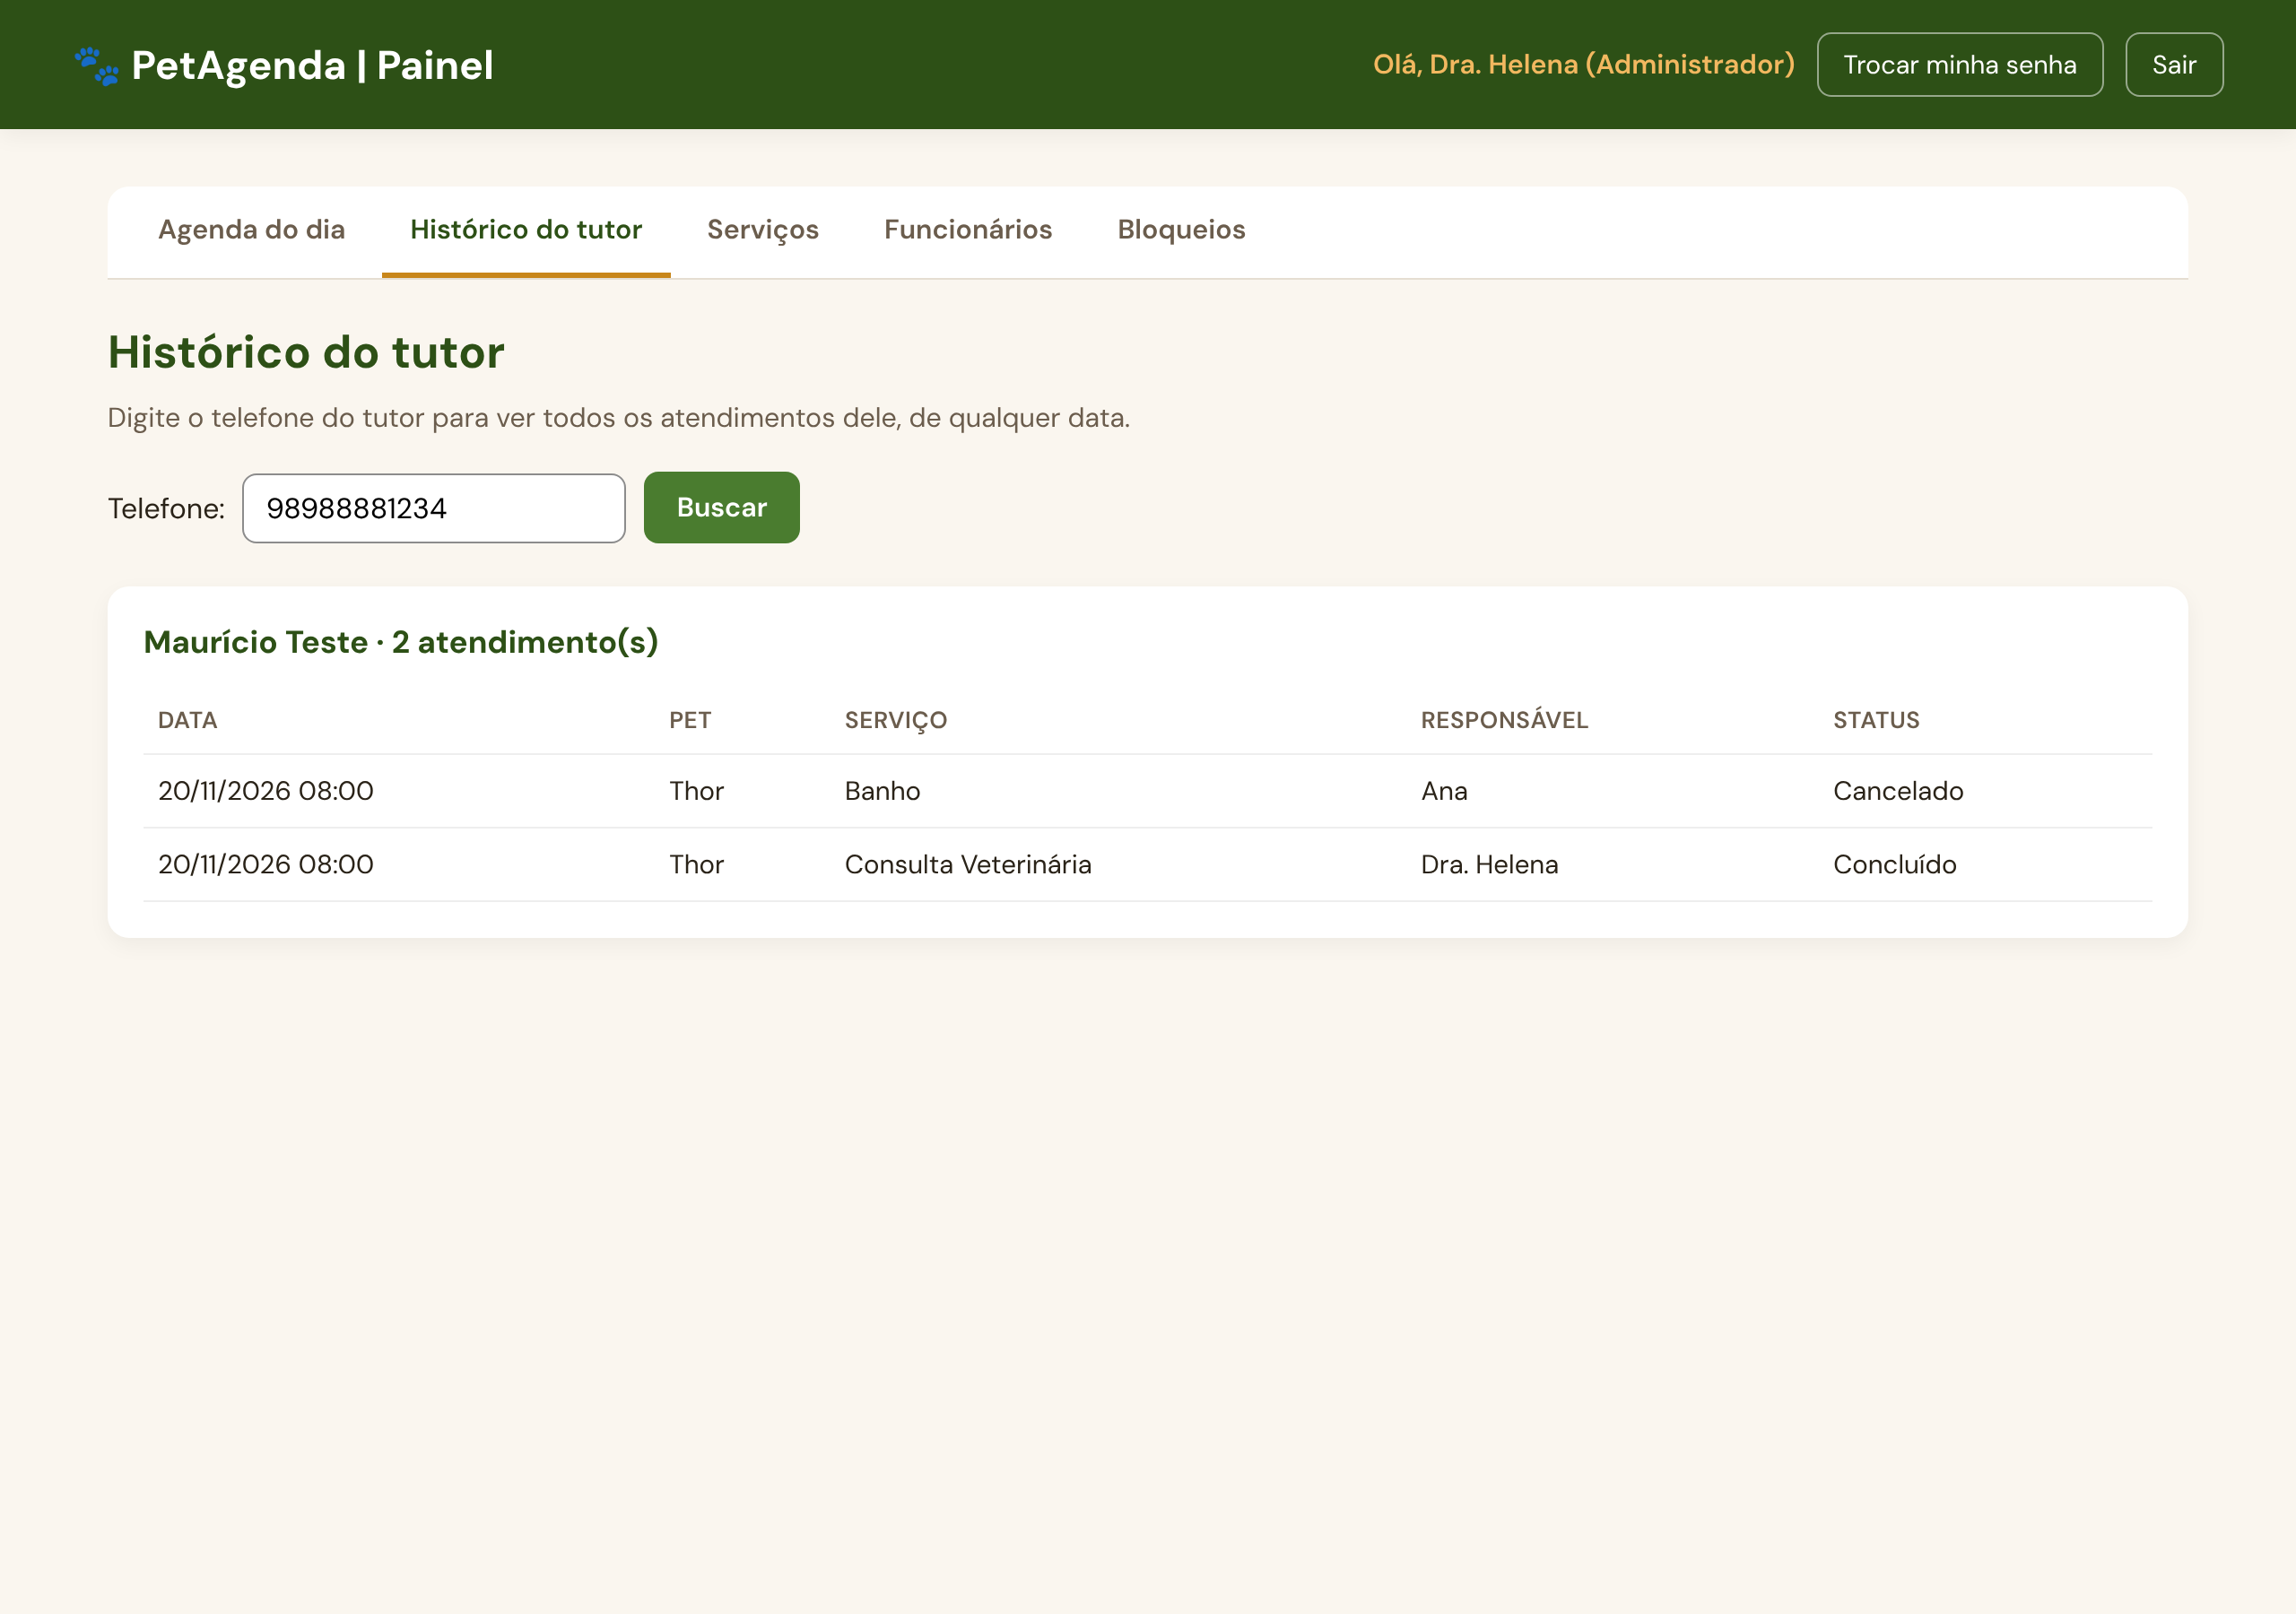 PetAgenda | Painel
Olá, Dra. Helena (Administrador)
Trocar minha senha
Sair
Agenda do dia
Histórico do tutor
Serviços
Funcionários
Bloqueios
Histórico do tutor
Digite o telefone do tutor para ver todos os atendimentos dele, de qualquer data.
Telefone: 98988881234 Buscar
Maurício Teste · 2 atendimento(s)
DATA PET SERVIÇO RESPONSÁVEL STATUS
20/11/2026 08:00 Thor Banho Ana Cancelado
20/11/2026 08:00 Thor Consulta Veterinária Dra. Helena Concluído